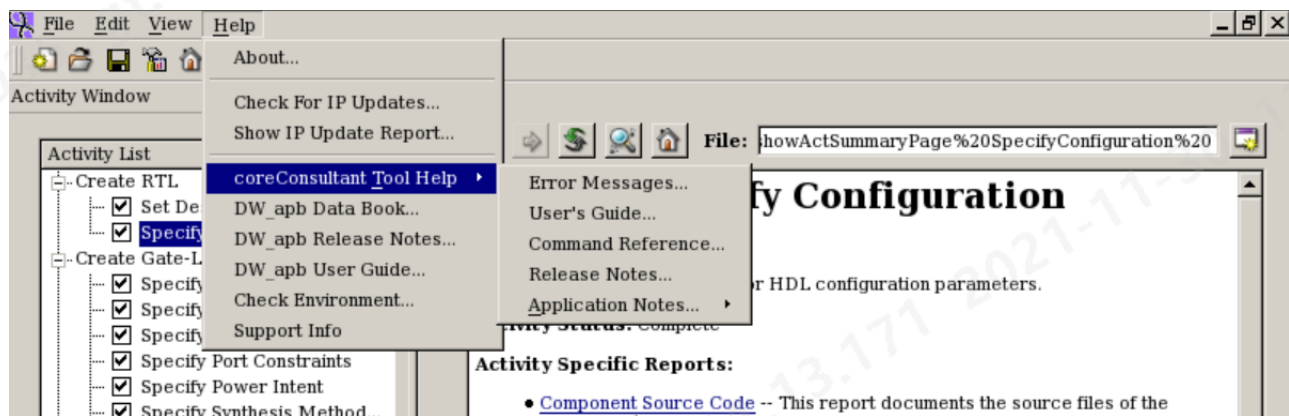 File Edit View Help
About...
Activity Window
Check For IP Updates...
Show IP Update Report...
File: howActSummaryPage%20SpecifyConfiguration%20
Activity List
Create RTL
Set De
Specify
Create Gate-L
Specify
Specify
Specify
Specify Port Constraints
Specify Power Intent
Specify Synthesis Method...
coreConsultant Tool Help
DW_apb Data Book...
DW_apb Release Notes...
DW_apb User Guide...
Check Environment...
Support Info
Error Messages...
User's Guide...
Command Reference...
Release Notes...
Application Notes...
fy Configuration
r HDL configuration parameters.
Complete
Activity Specific Reports:
Component Source Code -- This report documents the source files of the